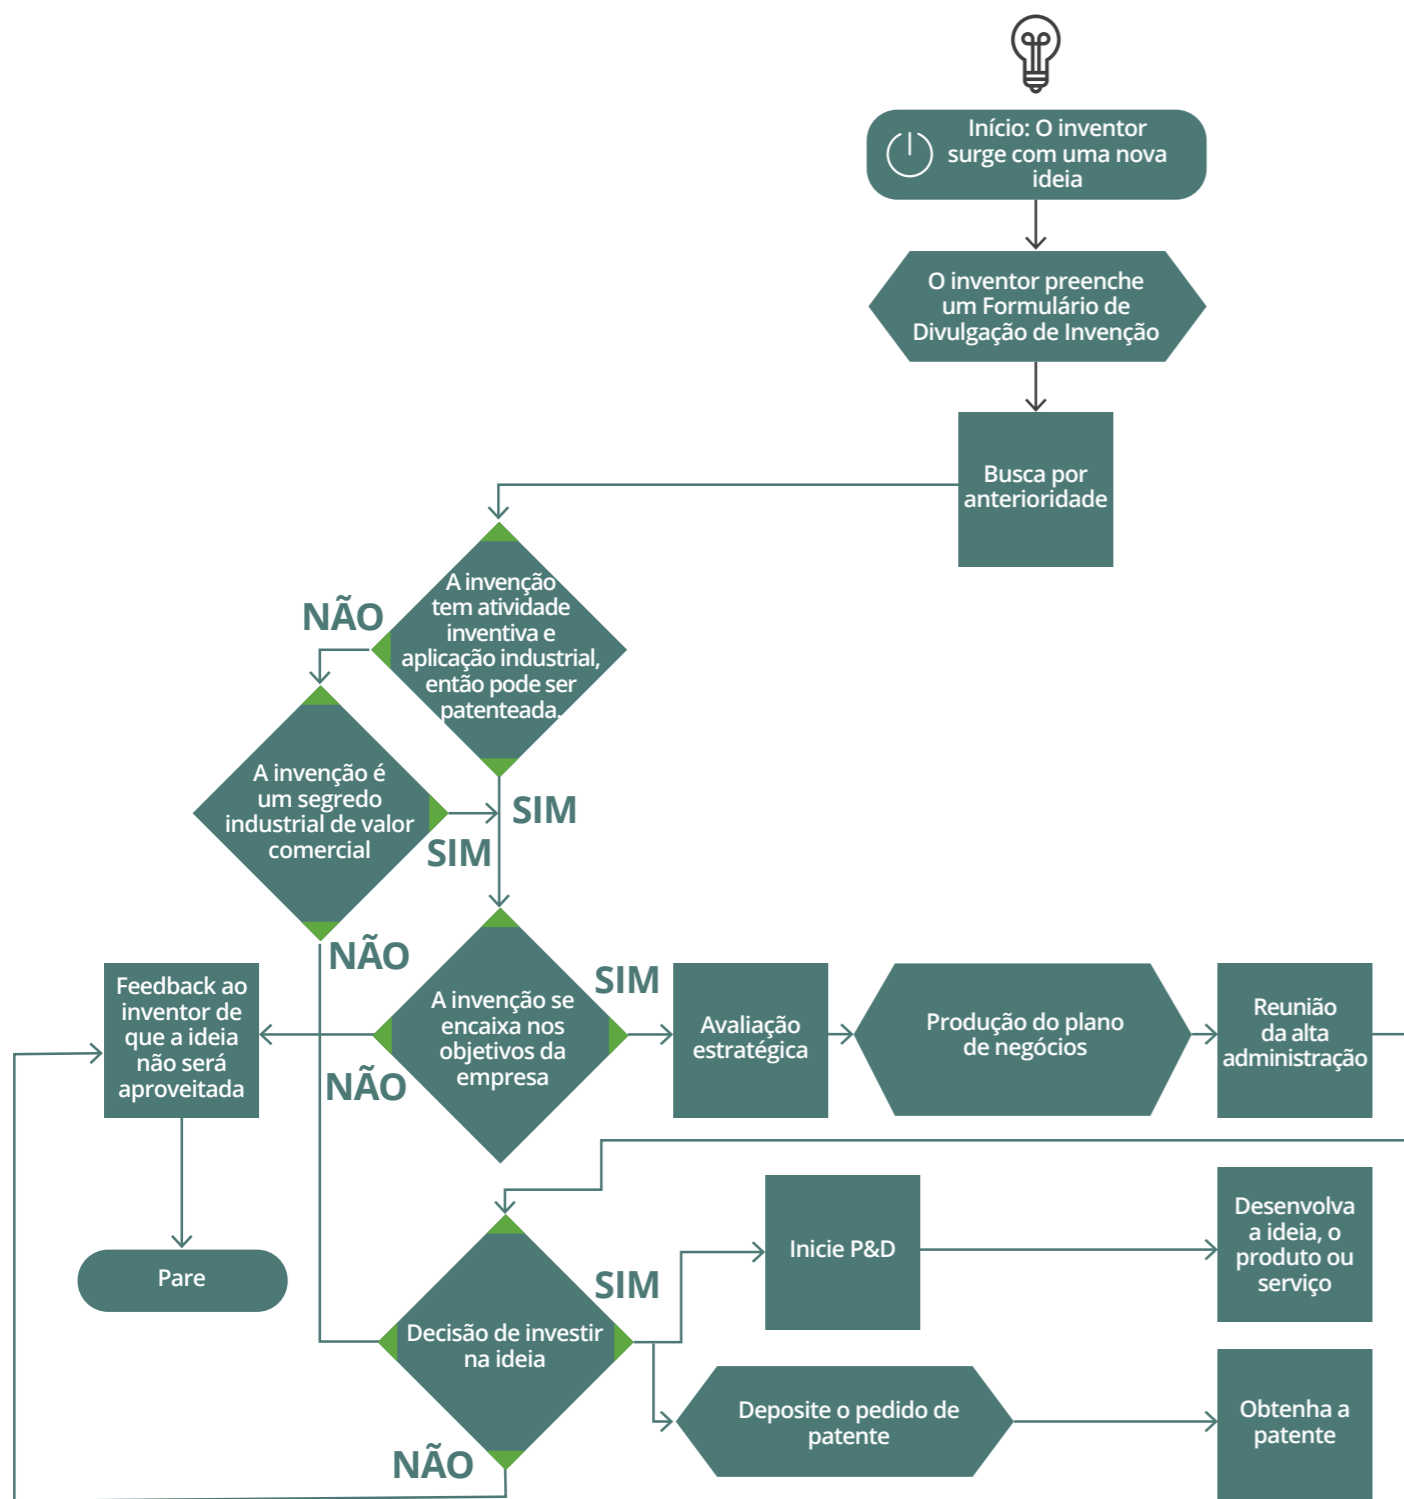 Início: O inventor
surge com uma nova
ideia
O inventor preenche
um Formulário de
Divulgação de Invenção
Busca por
anterioridade
A invenção
tem atividade
inventiva e
aplicação industrial,
então pode ser
patenteada.
NÃO
SIM
A invenção é
um segredo
industrial de valor
comercial
SIM
NÃO
A invenção se
encaixa nos
objetivos da
empresa
NÃO
SIM
Feedback ao
inventor de
que a ideia
não será
aproveitada
Pare
Avaliação
estratégica
Produção do plano
de negócios
Reunião
da alta
administração
Decisão de investir
na ideia
SIM
NÃO
Inicie P&D
Desenvolva
a ideia, o
produto ou
serviço
Deposite o pedido de
patente
Obtenha a
patente